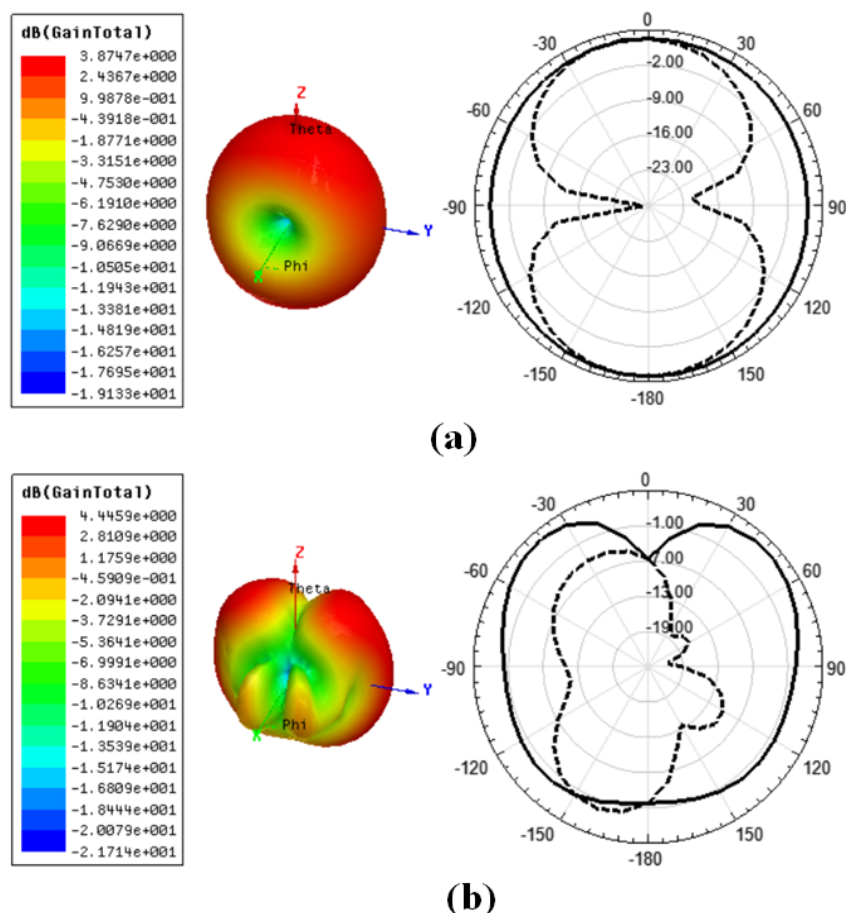 dB(GainTotal)
3.8747e+000
2.4367e+000
9.9878e-001
-4.3918e-001
-1.8771e+000
-3.3151e+000
-4.7530e+000
-6.1910e+000
-7.6290e+000
-9.0669e+000
-1.0505e+001
-1.1943e+001
-1.3381e+001
-1.4819e+001
-1.6257e+001
-1.7695e+001
-1.9133e+001
Z
Theta
Y
X
Phi
0
-30
30
-2.00
-60
60
-9.00
-16.00
-23.00
-90
90
-120
120
-150
150
-180
(a)
dB(GainTotal)
4.4459e+000
2.8109e+000
1.1759e+000
-4.5909e-001
-2.0941e+000
-3.7291e+000
-5.3641e+000
-6.9991e+000
-8.6341e+000
-1.0269e+001
-1.1904e+001
-1.3539e+001
-1.5174e+001
-1.6809e+001
-1.8444e+001
-2.0079e+001
-2.1714e+001
Z
Theta
Y
X
Phi
0
-30
30
-1.00
-60
60
-7.00
-13.00
-19.00
-90
90
-120
120
-150
150
-180
(b)